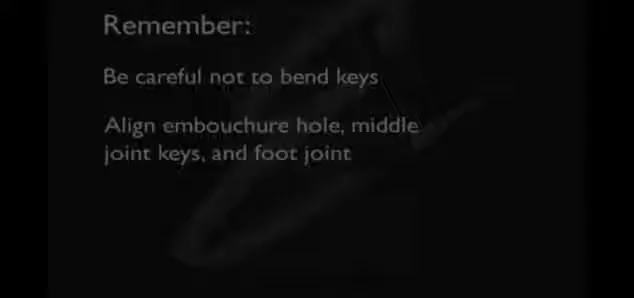 Remember:
Be careful not to bend keys
Align embouchure hole, middle
joint keys, and foot joint